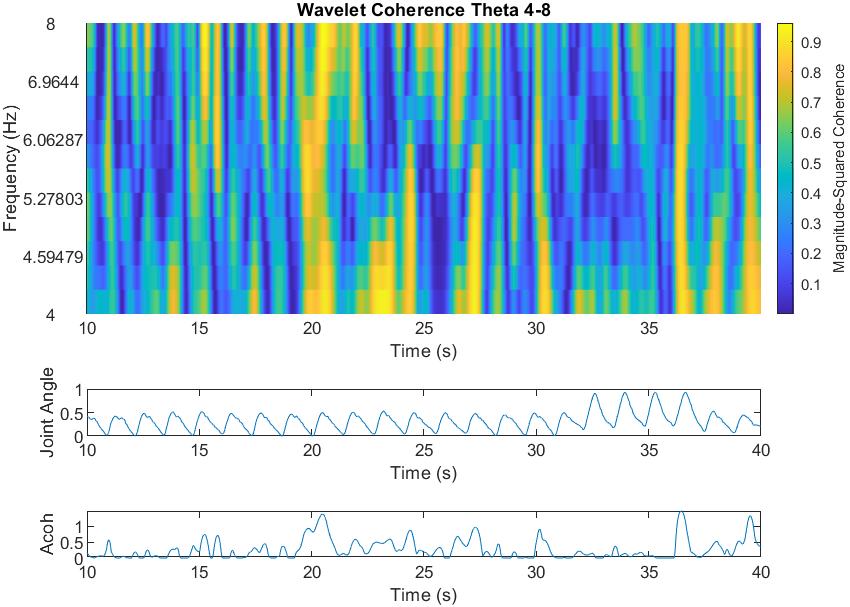 Wavelet Coherence Theta 4-8
8
6.9644
6.06287
5.27803
4.59479
4
Frequency (Hz)
10 15 20 25 30 35
Time (s)
0.9
0.8
0.7
0.6
0.5
0.4
0.3
0.2
0.1
Magnitude-Squared Coherence
1
0.5
0
Joint Angle
10 15 20 25 30 35 40
Time (s)
1
0.5
0
Acoh
10 15 20 25 30 35 40
Time (s)